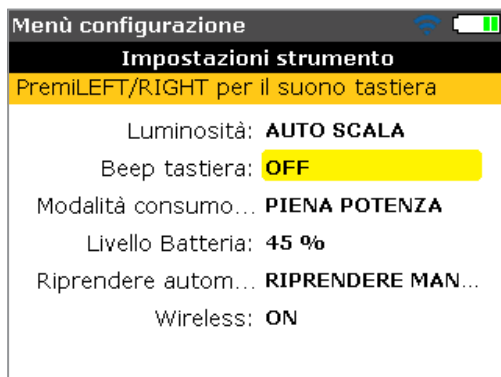 Menù configurazione
Impostazioni strumento
PremiLEFT/RIGHT per il suono tastiera
Luminosità: AUTO SCALA
Beep tastiera: OFF
Modalità consumo... PIENA POTENZA
Livello Batteria: 45 %
Riprendere autom... RIPRENDERE MAN...
Wireless: ON